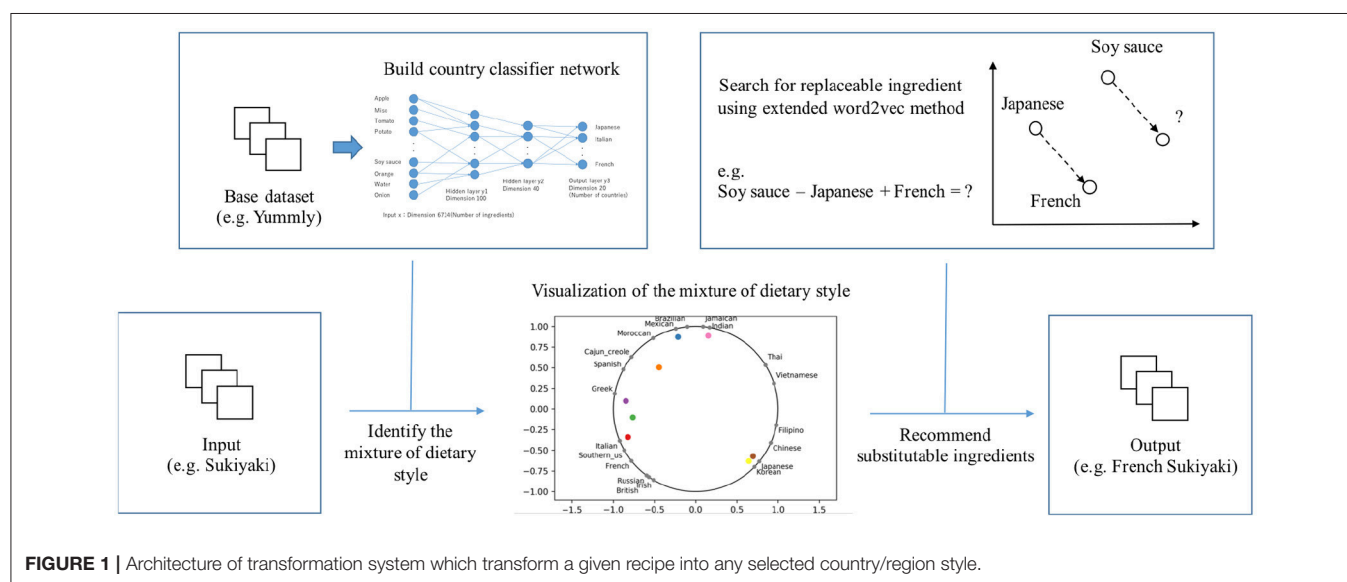 Build country classifier network
Apple
Misc
Tomato
Potato
Soy sauce
Orange
Water
Onion
Japanese
Italian
French
Hidden layer y1
Dimension 100
Hidden layer y2
Dimension 40
Output layer y3
Dimension 20
(Number of countries)
Input x : Dimension 6714(Number of ingredients)
Base dataset
(e.g. Yummly)
Search for replaceable ingredient
using extended word2vec method
e.g.
Soy sauce – Japanese + French = ?
Soy sauce
Japanese
?
French
Input
(e.g. Sukiyaki)
Identify the
mixture of dietary
style
Visualization of the mixture of dietary style
1.00
0.75
0.50
0.25
0.00
−0.25
−0.50
−0.75
−1.00
−1.5
−1.0
−0.5
0.0
0.5
1.0
1.5
Brazilian
Jamaican
Mexican
Indian
Moroccan
Cajun_creole
Spanish
Greek
Thai
Vietnamese
Filipino
Chinese
Japanese
Korean
Italian
Southern_us
French
Russian
Irish
British
Recommend
substitutable ingredients
Output
(e.g. French Sukiyaki)
FIGURE 1 | Architecture of transformation system which transform a given recipe into any selected country/region style.